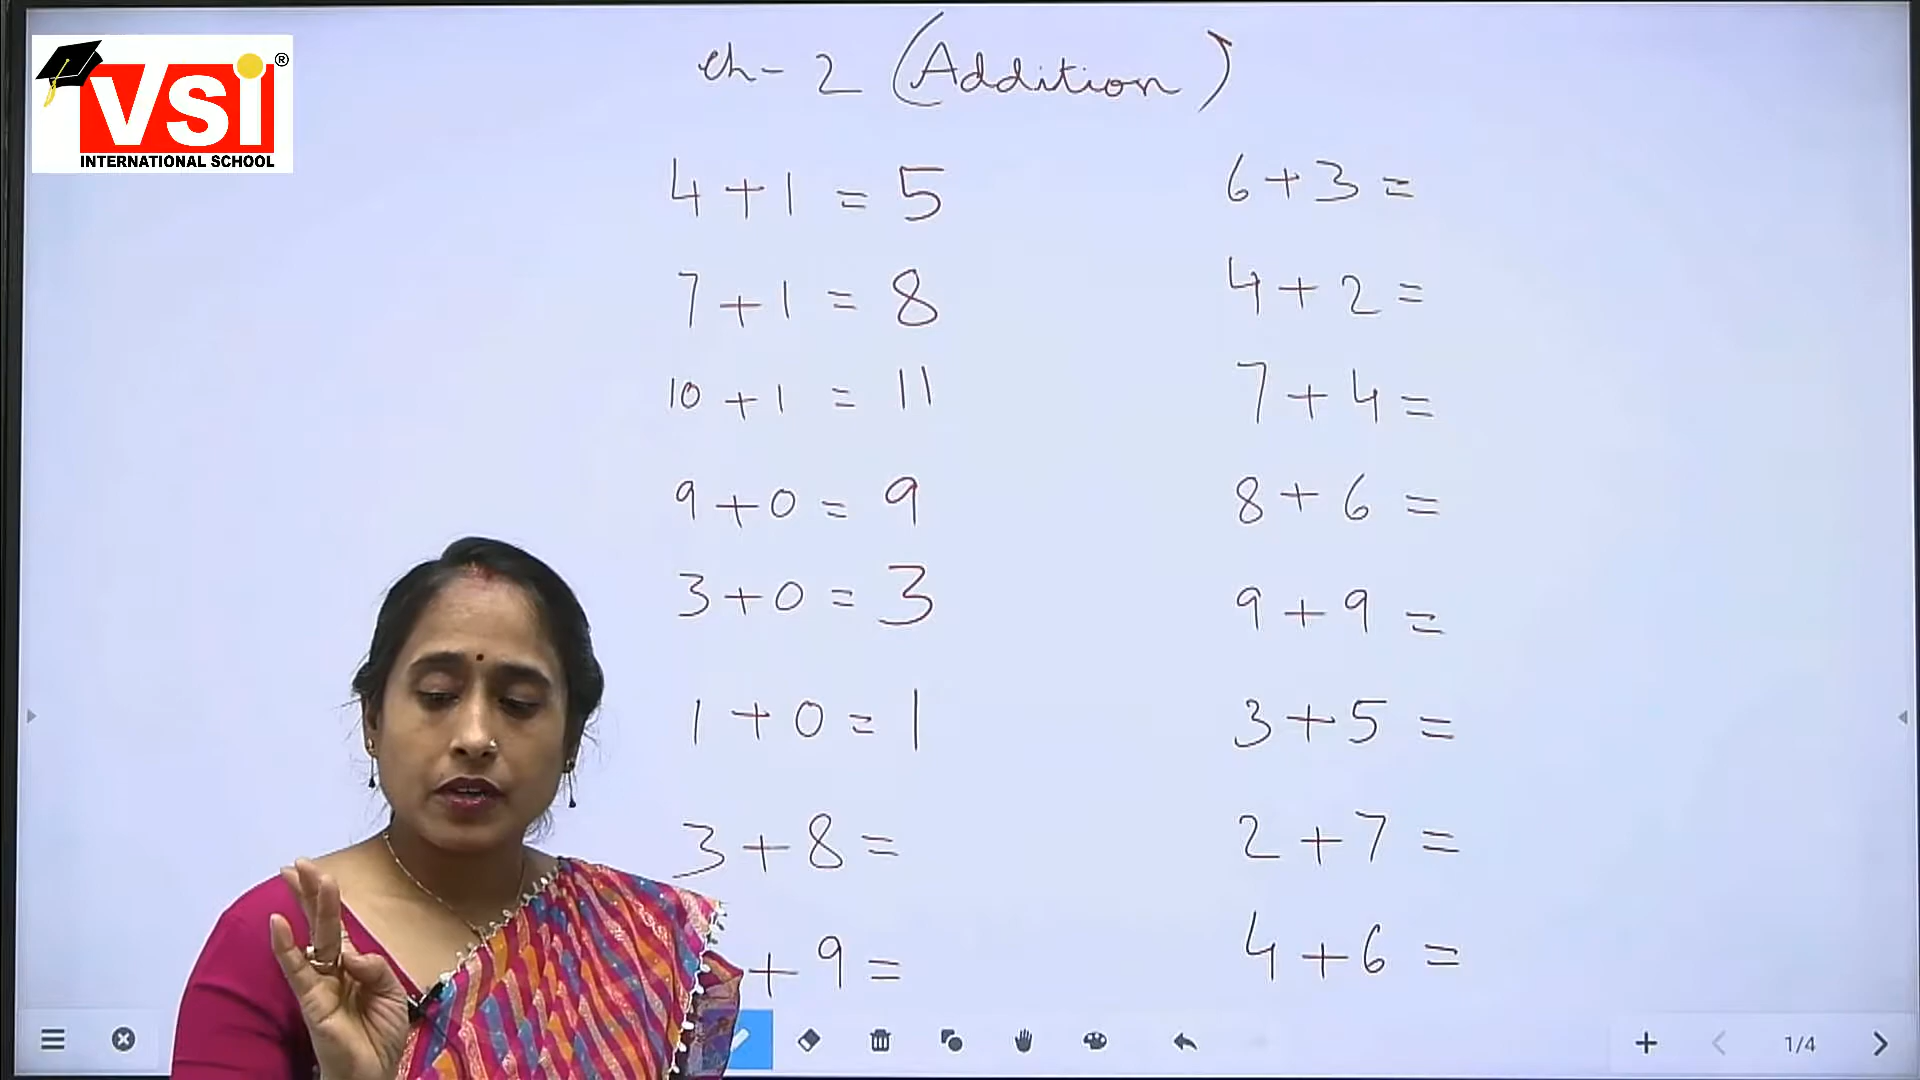 VSI ®
INTERNATIONAL SCHOOL
Ch-2 (Addition)
4+1 = 5
7+1 = 8
10+1 = 11
9+0 = 9
3+0 = 3
1+0 = 1
3+8=
+9=
6+3=
4+2=
7+4=
8+6=
9+9=
3+5=
2+7=
4+6=
1/4